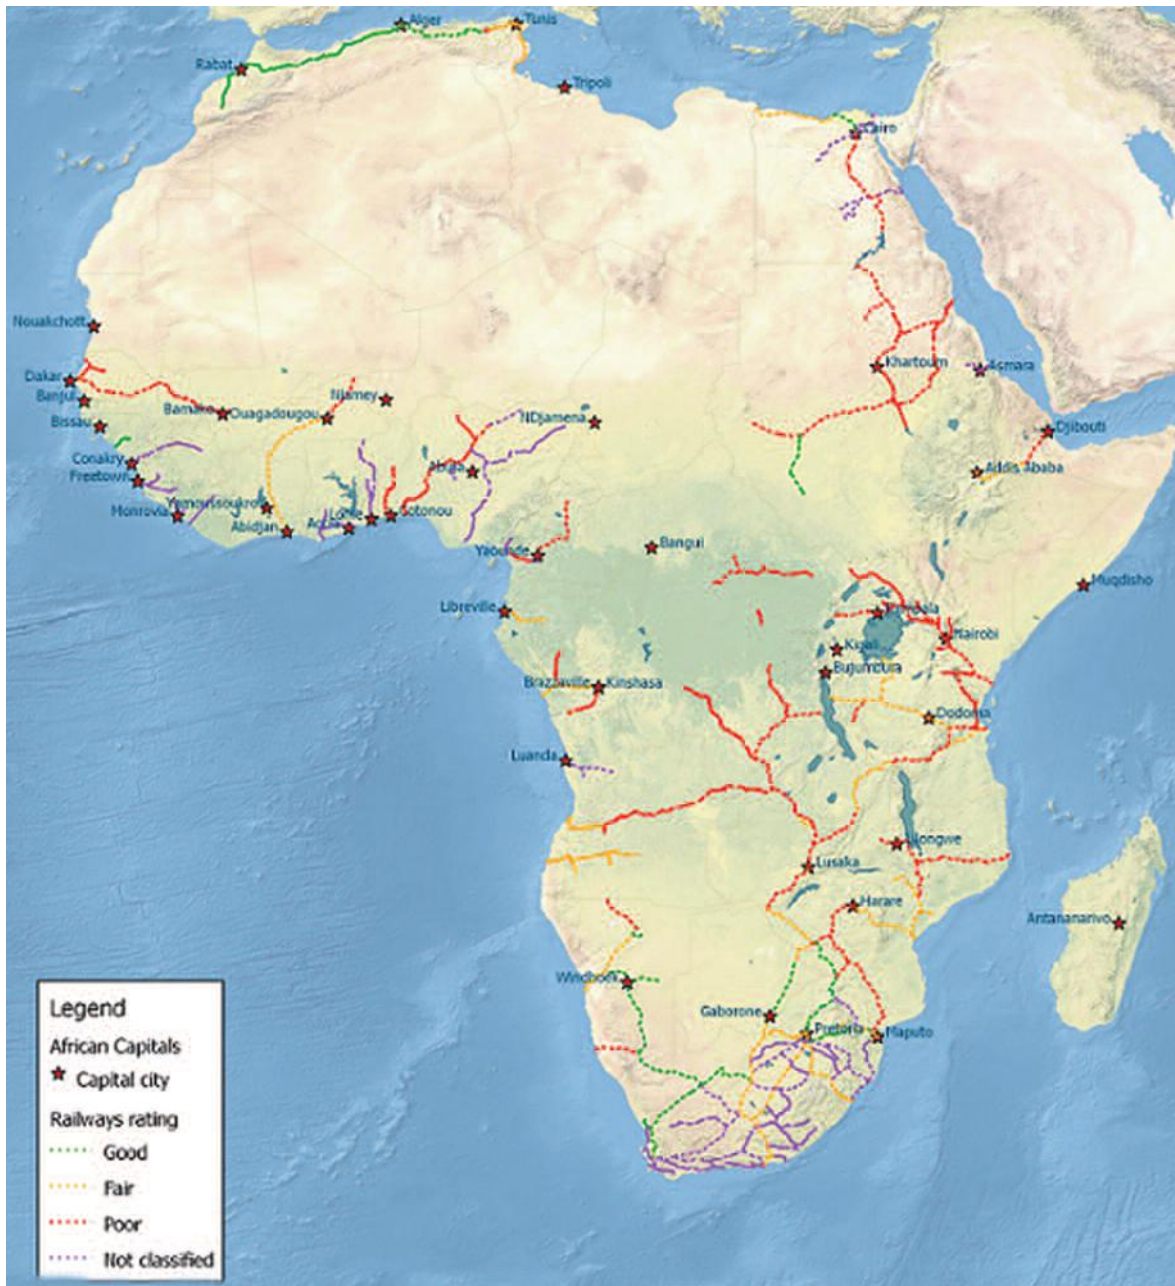 Alger
Tunis
Rabat
Tripoli
Cairo
Nouakchott
Khartoum
Asmara
Dakar
Banjul
Bamako
Ouagadougou
Niamey
NDjamena
Djibouti
Bissau
Conakry
Abuja
Addis Ababa
Freetown
Monrovia
Yamoussoukro
Abidjan
Accra
Lome
Cotonou
Yaounde
Bangui
Muqdisho
Libreville
Kampala
Nairobi
Kigali
Bujumbura
Brazzaville
Kinshasa
Dodoma
Luanda
Lilongwe
Lusaka
Harare
Antananarivo
Windhoek
Gaborone
Pretoria
Maputo
Legend
African Capitals
Capital city
Railways rating
Good
Fair
Poor
Not classified